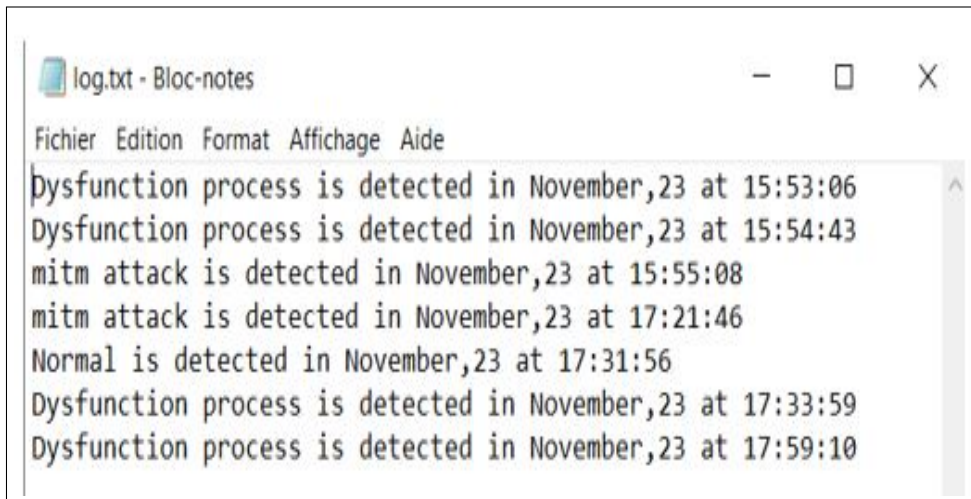 log.txt - Bloc-notes
Fichier Edition Format Affichage Aide
Dysfunction process is detected in November,23 at 15:53:06
Dysfunction process is detected in November,23 at 15:54:43
mitm attack is detected in November,23 at 15:55:08
mitm attack is detected in November,23 at 17:21:46
Normal is detected in November,23 at 17:31:56
Dysfunction process is detected in November,23 at 17:33:59
Dysfunction process is detected in November,23 at 17:59:10